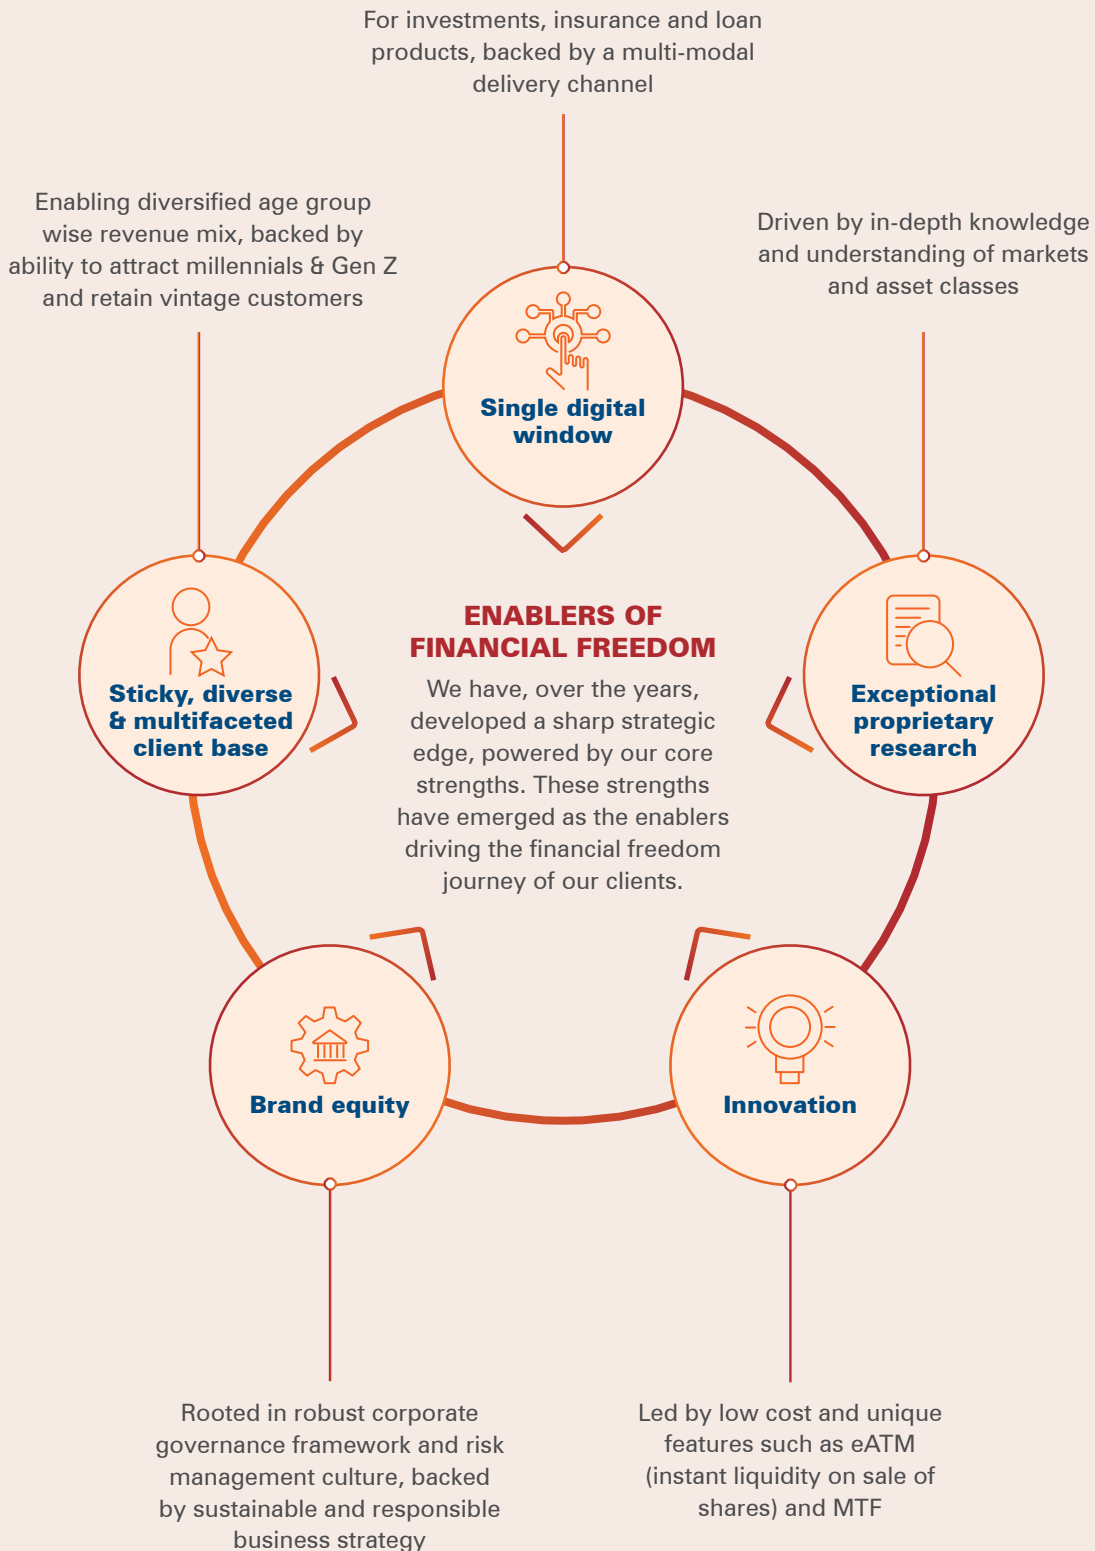 For investments, insurance and loan
products, backed by a multi-modal
delivery channel
Enabling diversified age group
wise revenue mix, backed by
ability to attract millennials & Gen Z
and retain vintage customers
Driven by in-depth knowledge
and understanding of markets
and asset classes
Single digital
window
Sticky, diverse
& multifaceted
client base
ENABLERS OF
FINANCIAL FREEDOM
We have, over the years,
developed a sharp strategic
edge, powered by our core
strengths. These strengths
have emerged as the enablers
driving the financial freedom
journey of our clients.
Exceptional
proprietary
research
Brand equity
Innovation
Rooted in robust corporate
governance framework and risk
management culture, backed
by sustainable and responsible
business strategy
Led by low cost and unique
features such as eATM
(instant liquidity on sale of
shares) and MTF